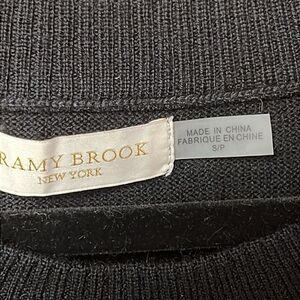 RAMY BROOK
NEW YORK
MADE IN CHINA
FABRIQUE EN CHINE
S/P